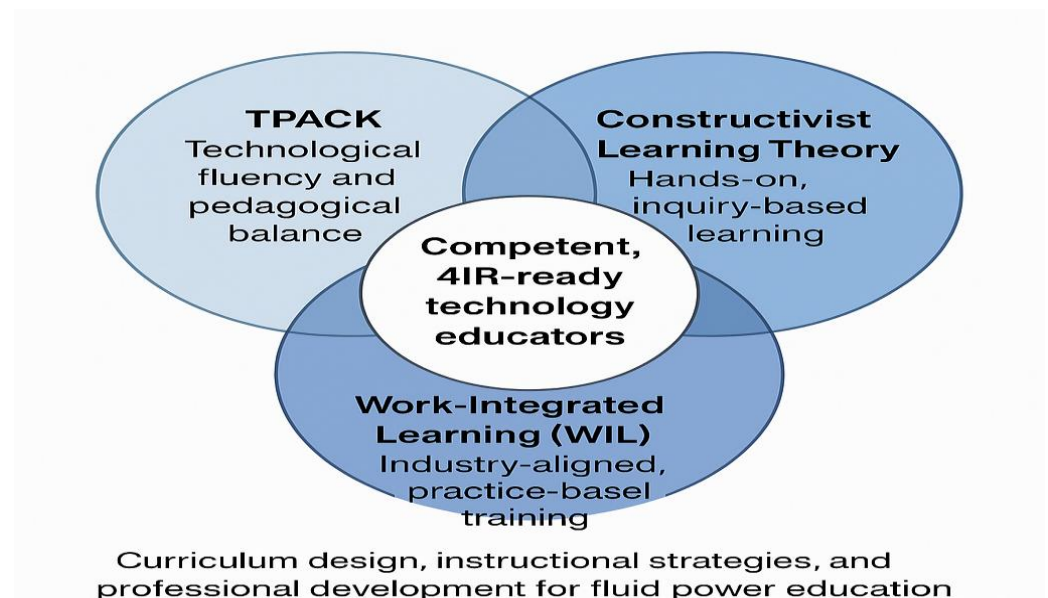 TPACK
Technological
fluency and
pedagogical
balance
Constructivist
Learning Theory
Hands-on,
inquiry-based
learning
Competent,
4IR-ready
technology
educators
Work-Integrated
Learning (WIL)
Industry-aligned,
practice-basel
training
Curriculum design, instructional strategies, and
professional development for fluid power education